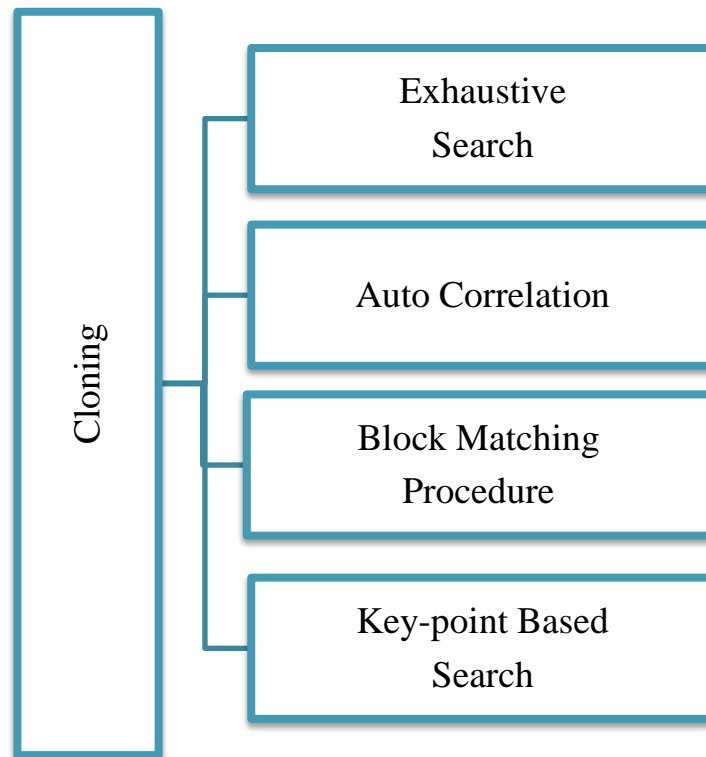 Cloning
Exhaustive
Search
Auto Correlation
Block Matching
Procedure
Key-point Based
Search